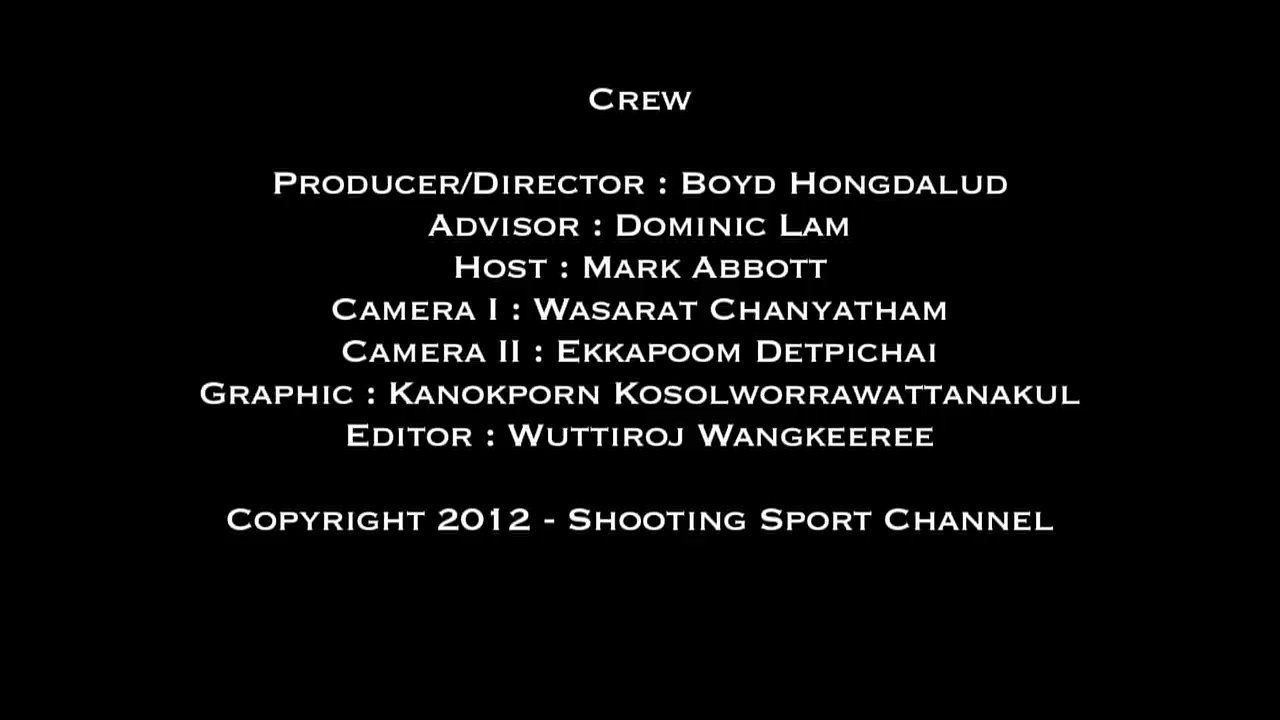 Crew
Producer/Director : Boyd Hongdalud
Advisor : Dominic Lam
Host : Mark Abbott
Camera I : Wasarat Chanyatham
Camera II : Ekkapoom Detpichai
Graphic : Kanokporn Kosolworrawattanakul
Editor : Wuttiroj Wangkeeree
Copyright 2012 - Shooting Sport Channel